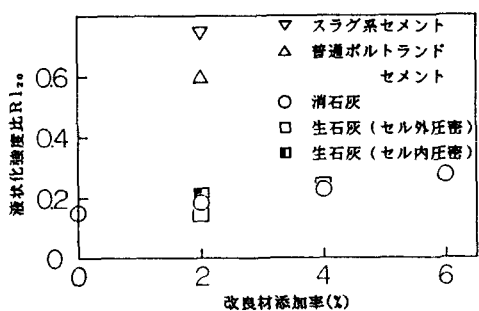 ▽ スラグ系セメント
△ 普通ポルトランド
セメント
○ 消石灰
□ 生石灰（セル外圧密）
◧ 生石灰（セル内圧密）
液状化強度比Rl₂₀
0.6
0.4
0.2
0
0 2 4 6
改良材添加率(%)